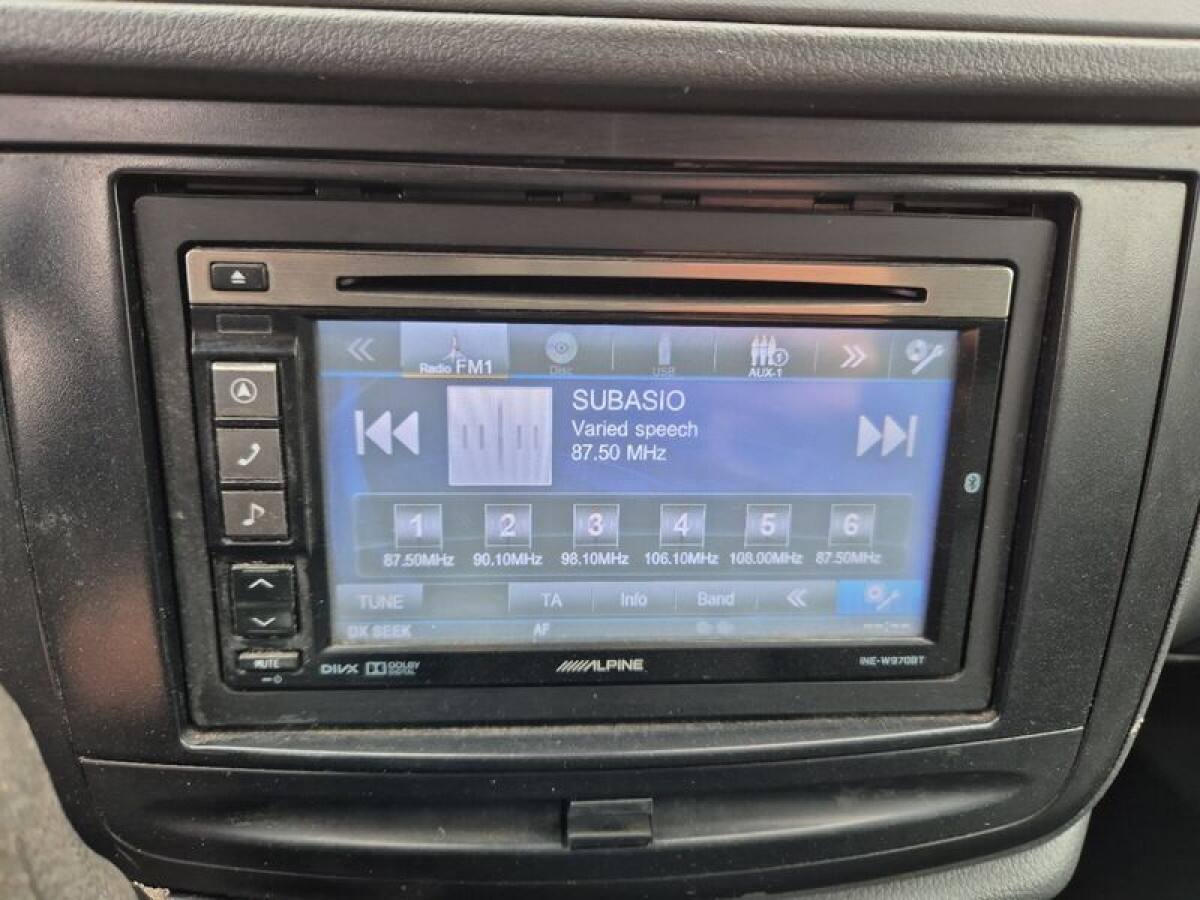 Radio FM1 Disc USB AUX-1
SUBASIO
Varied speech
87.50 MHz
1 2 3 4 5 6
87.50MHz 90.10MHz 98.10MHz 106.10MHz 108.00MHz 87.50MHz
TUNE TA Info Band
DX SEEK AF
MUTE
DIVX DOLBY DIGITAL ALPINE INE-W970BT